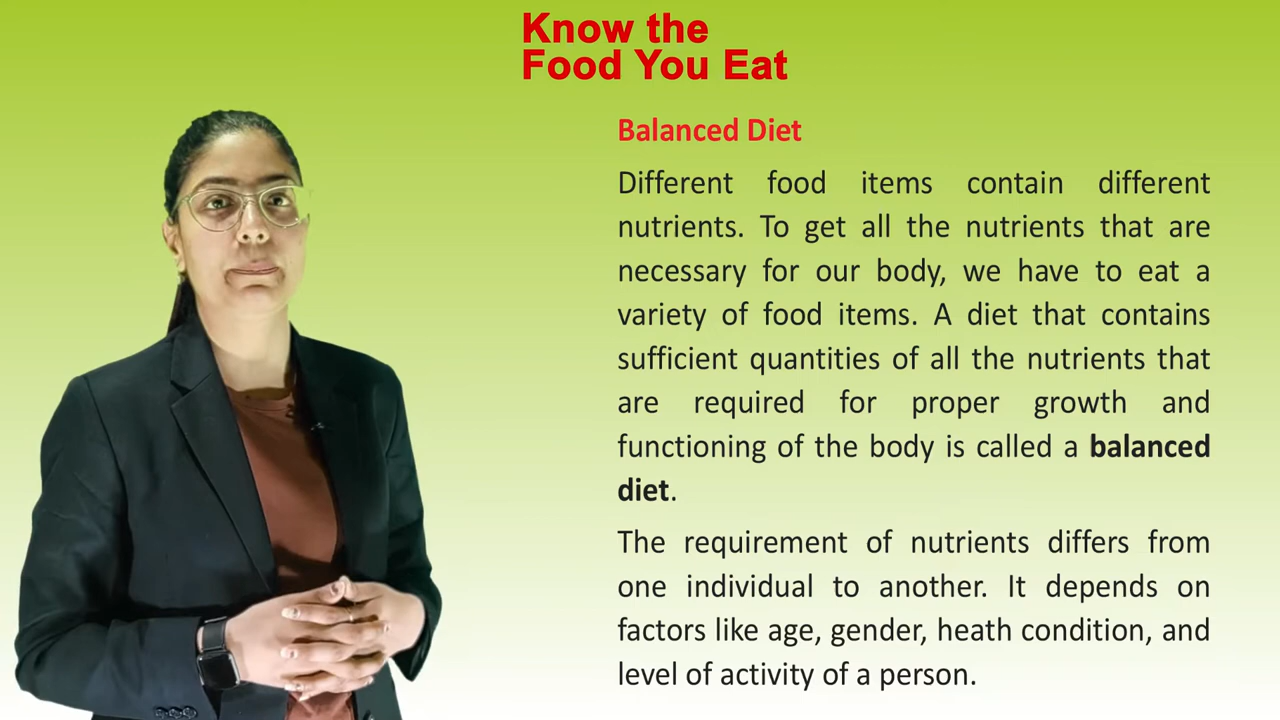 Know the
Food You Eat
Balanced Diet
Different food items contain different
nutrients. To get all the nutrients that are
necessary for our body, we have to eat a
variety of food items. A diet that contains
sufficient quantities of all the nutrients that
are required for proper growth and
functioning of the body is called a balanced
diet.
The requirement of nutrients differs from
one individual to another. It depends on
factors like age, gender, heath condition, and
level of activity of a person.